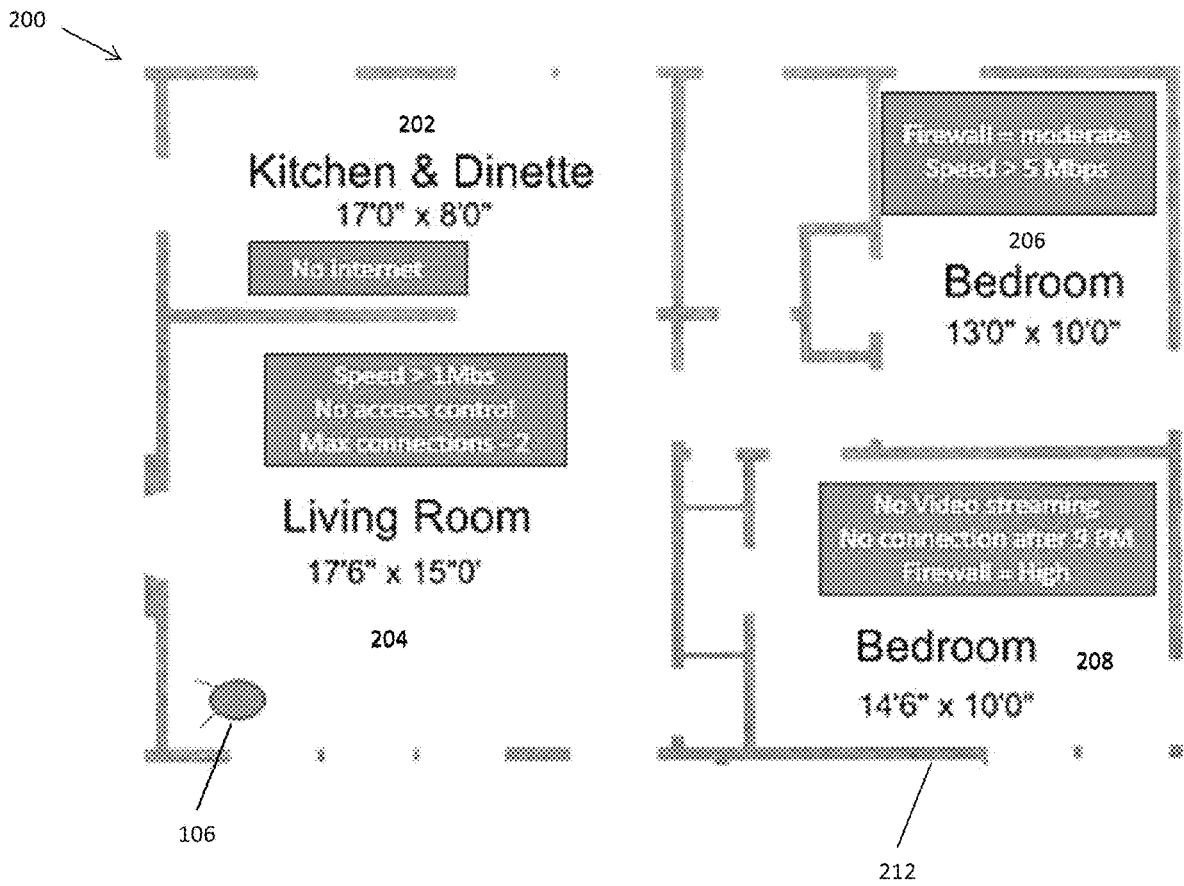 200
202
Kitchen & Dinette
17'0" x 8'0"
No Internet
Firewall = moderate
Speed > 5 Mbps
206
Bedroom
13'0" x 10'0"
Speed > 1Mbs
No access control
Max connections = 2
Living Room
17'6" x 15"0'
204
No Video streaming
No connection after 9 PM
Firewall = High
Bedroom 208
14'6" x 10'0"
106
212